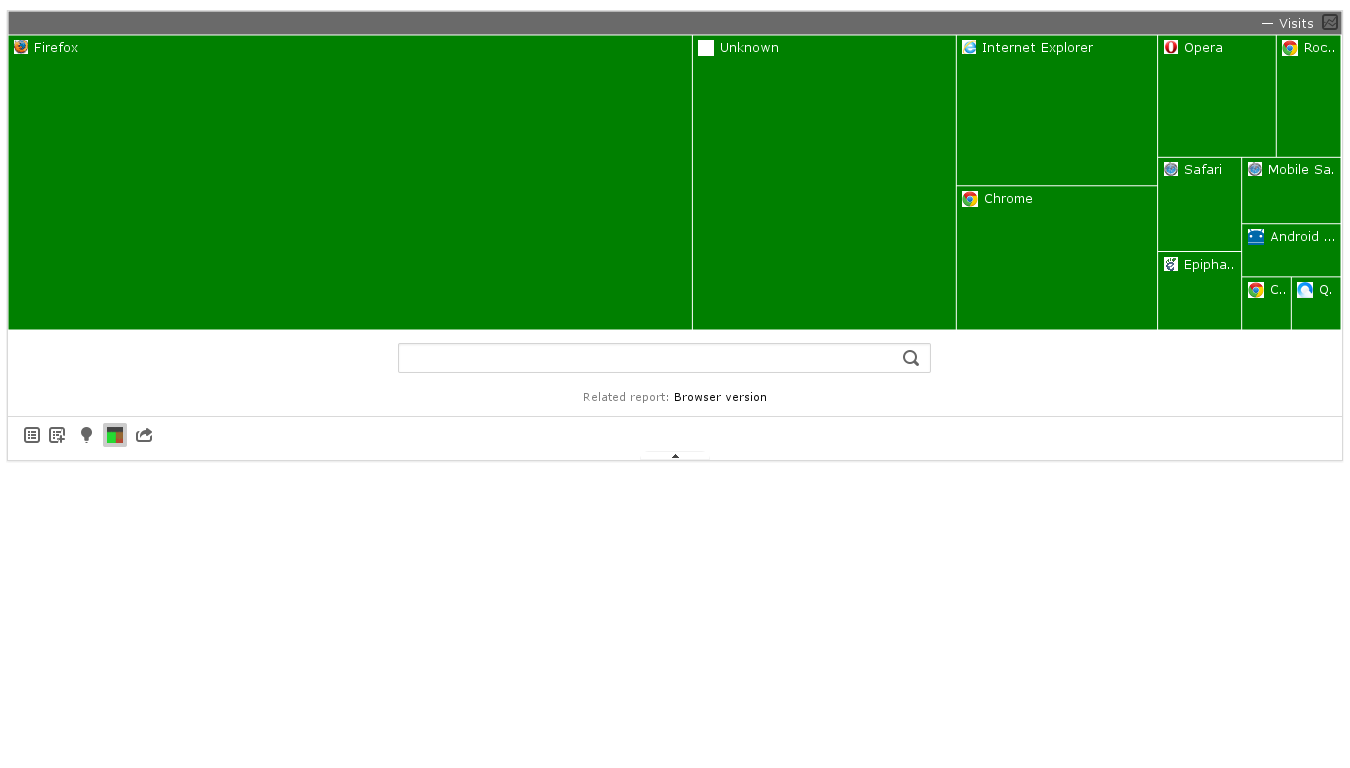 — Visits
Firefox
Unknown
Internet Explorer
Opera
Roc..
Safari
Mobile Sa.
Chrome
Android ...
Epipha..
C..
Q.
Related report: Browser version